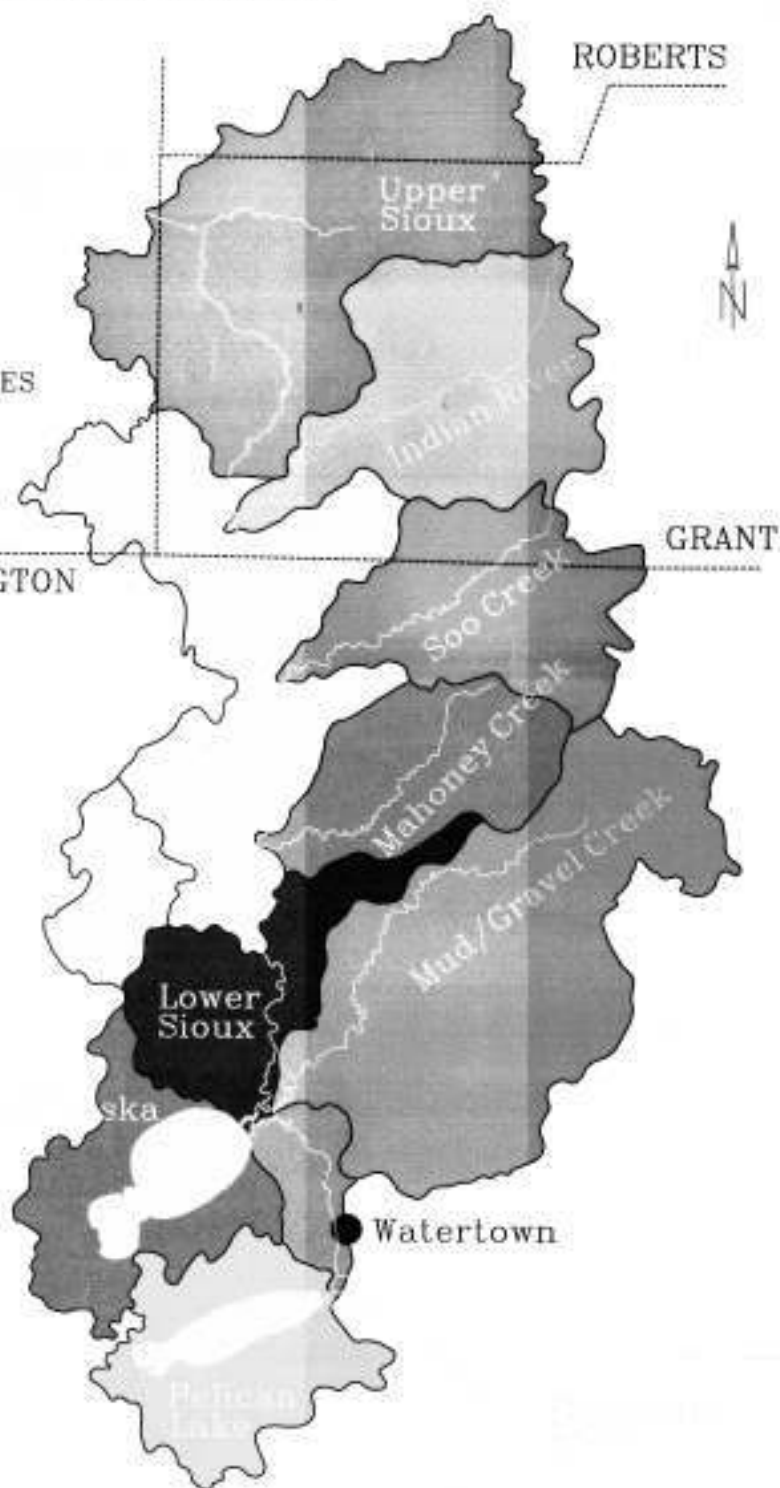 ROBERTS
Upper
Sioux
N
ES
Indian River
GRANT
GTON
Soo Creek
Mahoney Creek
Mud/Gravel Creek
Lower
Sioux
ska
Watertown
Pelican
Lake